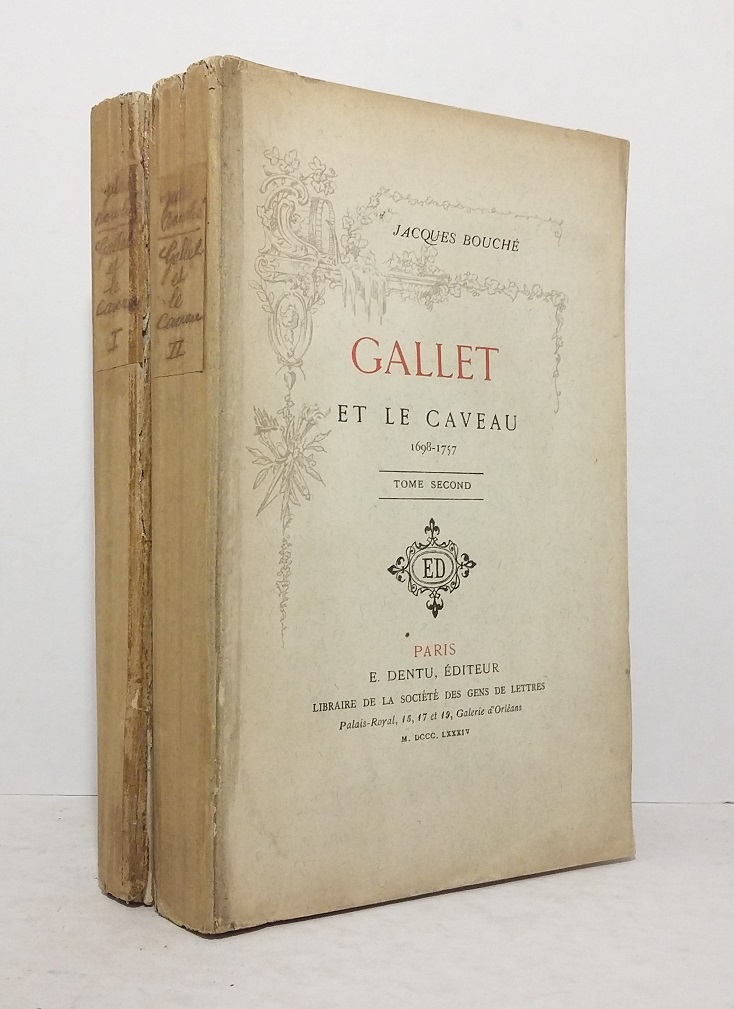 JACQUES BOUCHÉ
GALLET
ET LE CAVEAU
1698-1757
TOME SECOND
ED
PARIS
E. DENTU, ÉDITEUR
LIBRAIRE DE LA SOCIÉTÉ DES GENS DE LETTRES
Palais-Royal, 15, 17 et 19, Galerie d'Orléans
M. DCCC. LXXXIV
Gallet
et
le
Caveau
I
Gallet
et
le
Caveau
II